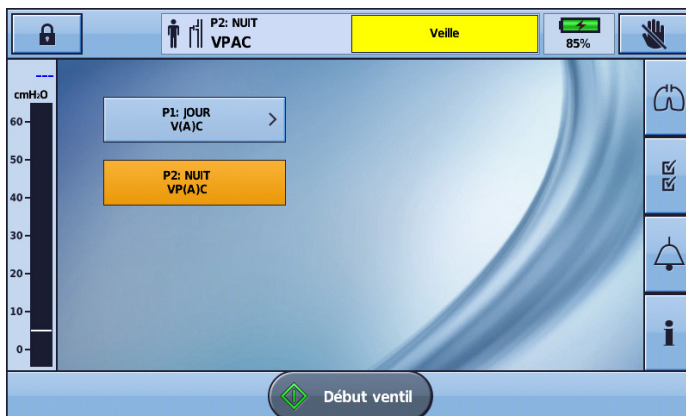 P2: NUIT
VPAC
Veille
85%
---
cmH₂O
60
50
40
30
20
10
0
P1: JOUR
V(A)C
P2: NUIT
VP(A)C
Début ventil